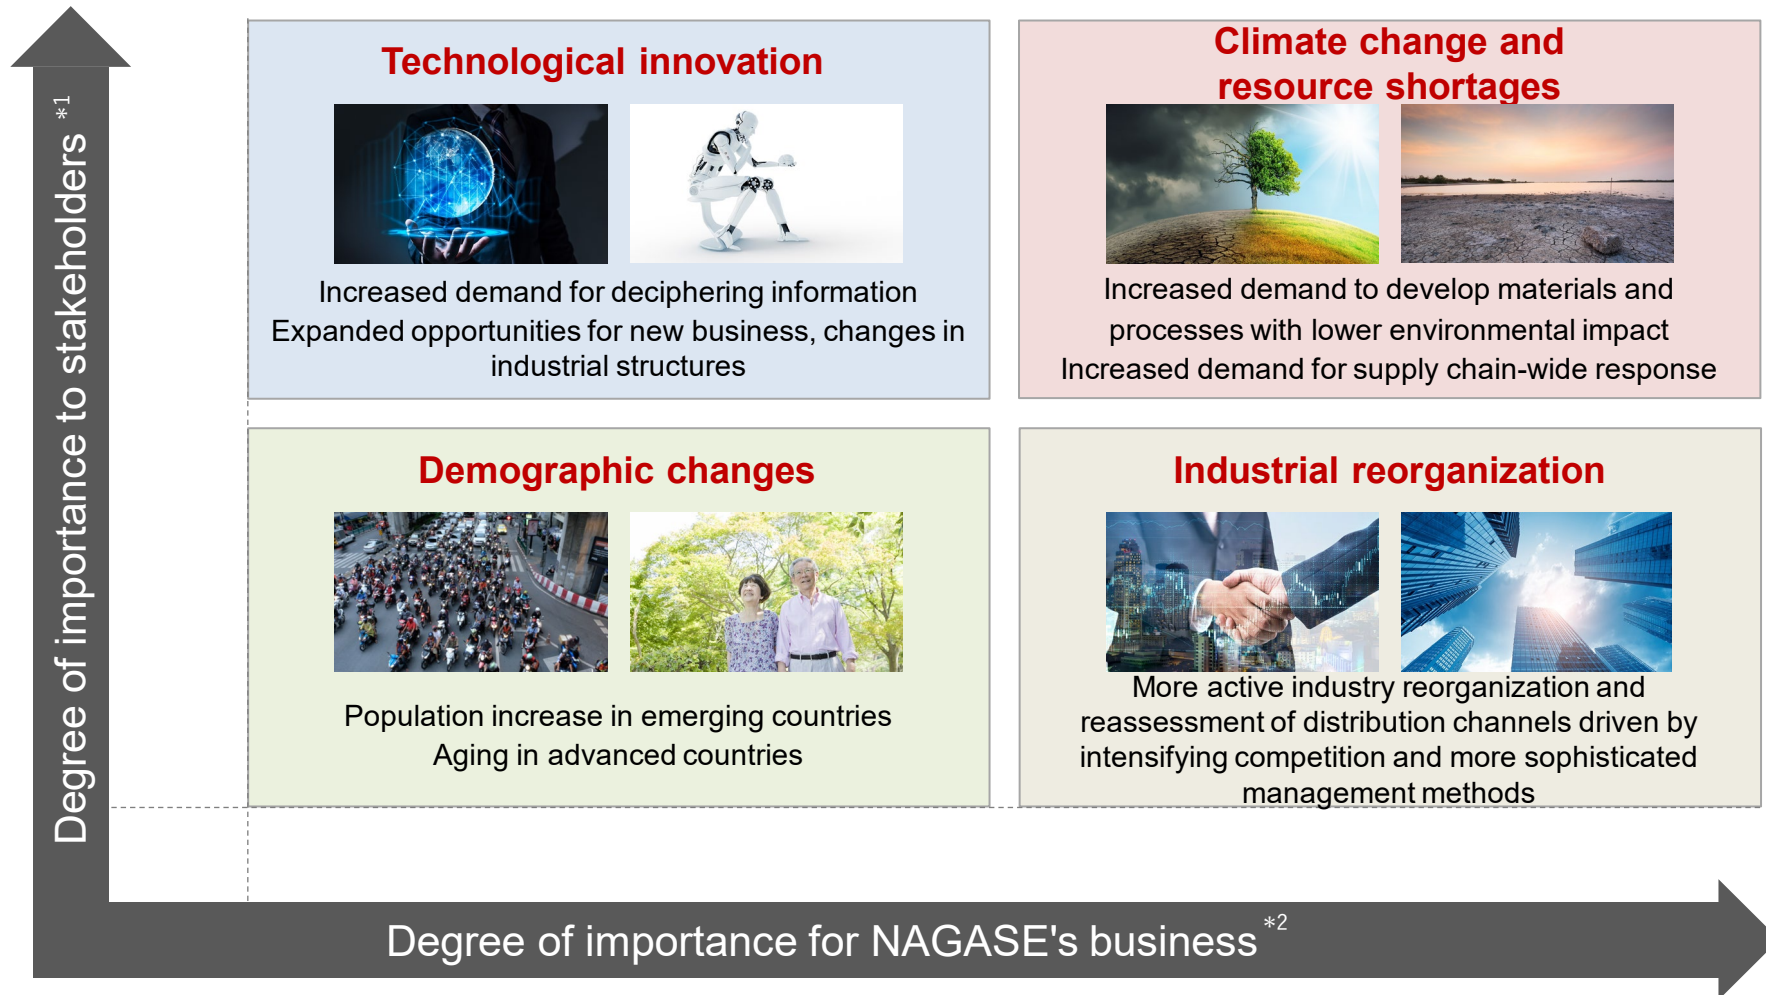 Degree of importance to stakeholders *1
Technological innovation
Increased demand for deciphering information
Expanded opportunities for new business, changes in
industrial structures
Climate change and
resource shortages
Increased demand to develop materials and
processes with lower environmental impact
Increased demand for supply chain-wide response
Demographic changes
Population increase in emerging countries
Aging in advanced countries
Industrial reorganization
More active industry reorganization and
reassessment of distribution channels driven by
intensifying competition and more sophisticated
management methods
Degree of importance for NAGASE's business *2